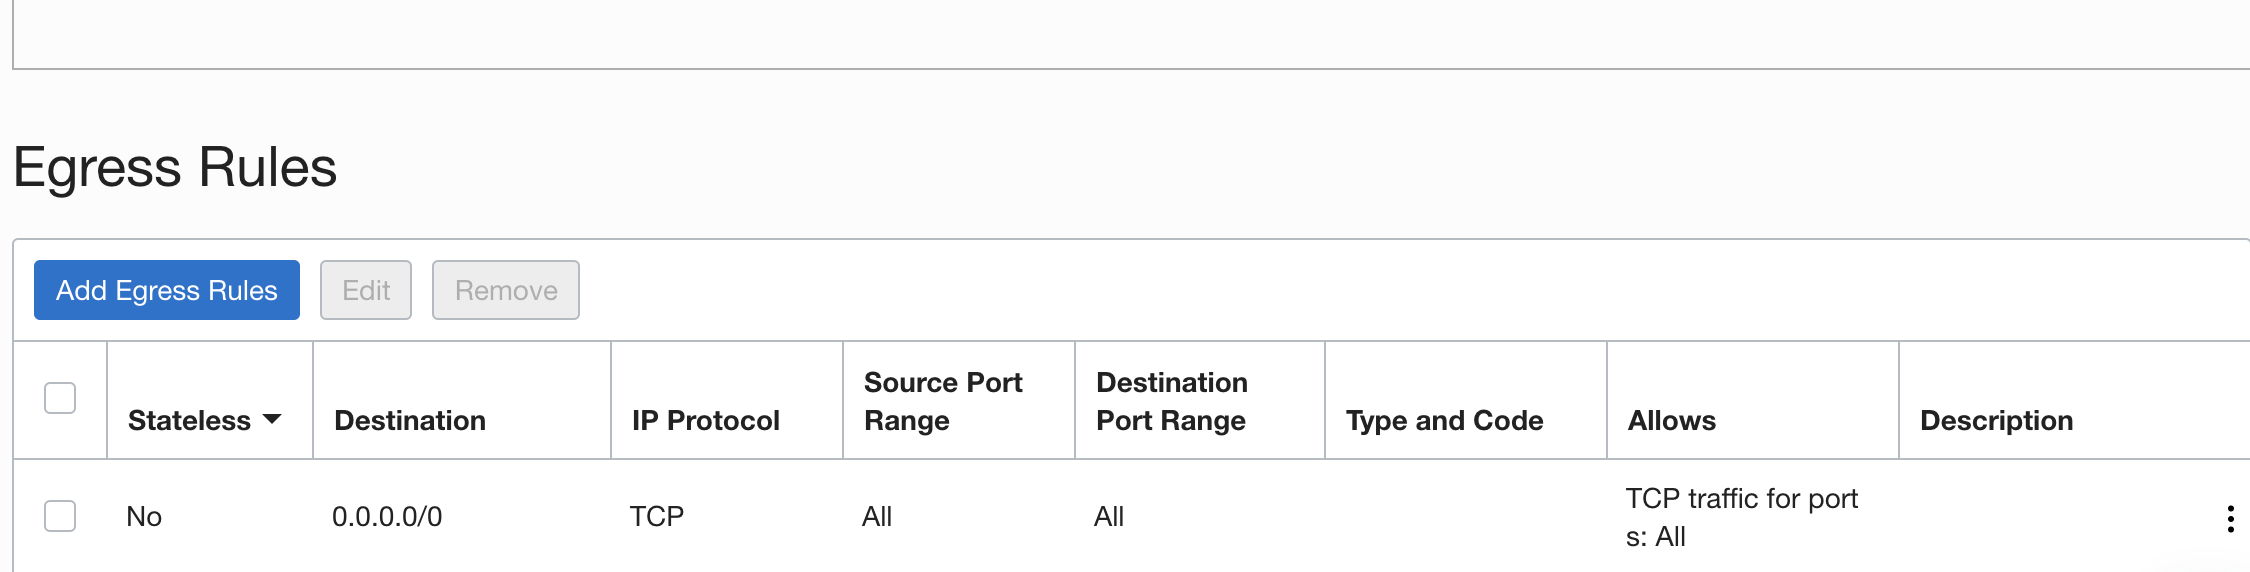 Egress Rules
Add Egress Rules Edit Remove
Stateless Destination IP Protocol Source Port Range Destination Port Range Type and Code Allows Description
No 0.0.0.0/0 TCP All All TCP traffic for port
s: All